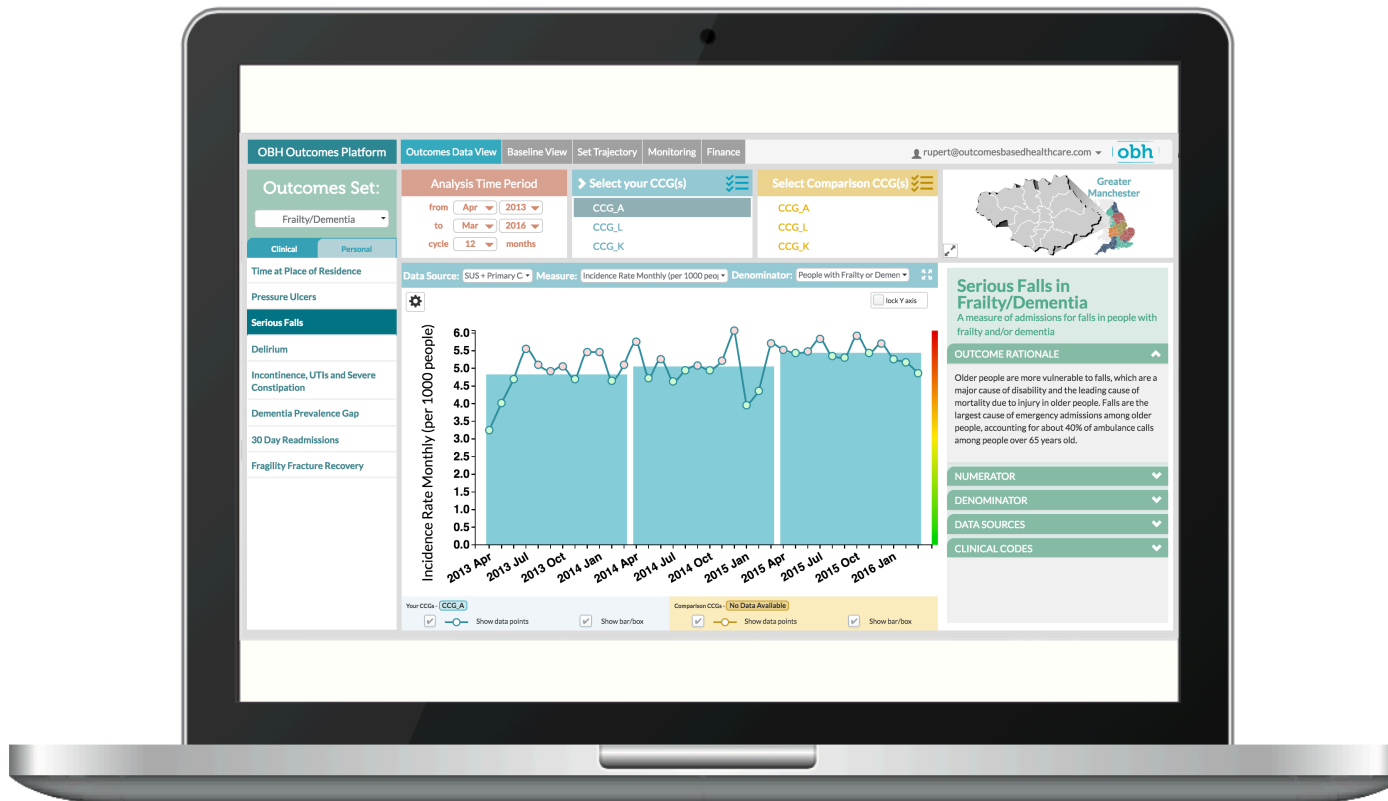 OBH Outcomes Platform
Outcomes Data View
Baseline View
Set Trajectory
Monitoring
Finance
rupert@outcomesbasedhealthcare.com
obh
Outcomes Set:
Frailty/Dementia
Clinical
Personal
Analysis Time Period
from Apr 2013
to Mar 2016
cycle 12 months
Select your CCG(s)
CCG_A
CCG_L
CCG_K
Select Comparison CCG(s)
CCG_A
CCG_L
CCG_K
Greater
Manchester
Time at Place of Residence
Pressure Ulcers
Serious Falls
Delirium
Incontinence, UTIs and Severe
Constipation
Dementia Prevalence Gap
30 Day Readmissions
Fragility Fracture Recovery
Data Source: SUS + Primary C. Measure: Incidence Rate Monthly (per 1000 peo Denominator: People with Frailty or Demen
lock Y axis
Incidence Rate Monthly (per 1000 people)
6.0
5.5
5.0
4.5
4.0
3.5
3.0
2.5
2.0
1.5
1.0
0.5
0.0
2013 Apr
2013 Jul
2013 Oct
2014 Jan
2014 Apr
2014 Jul
2014 Oct
2015 Jan
2015 Apr
2015 Jul
2015 Oct
2016 Jan
Your CCGs - CCG_A
Show data points
Show bar/box
Comparison CCGs - No Data Available
Show data points
Show bar/box
Serious Falls in
Frailty/Dementia
A measure of admissions for falls in people with
frailty and/or dementia
OUTCOME RATIONALE
Older people are more vulnerable to falls, which are a
major cause of disability and the leading cause of
mortality due to injury in older people. Falls are the
largest cause of emergency admissions among older
people, accounting for about 40% of ambulance calls
among people over 65 years old.
NUMERATOR
DENOMINATOR
DATA SOURCES
CLINICAL CODES